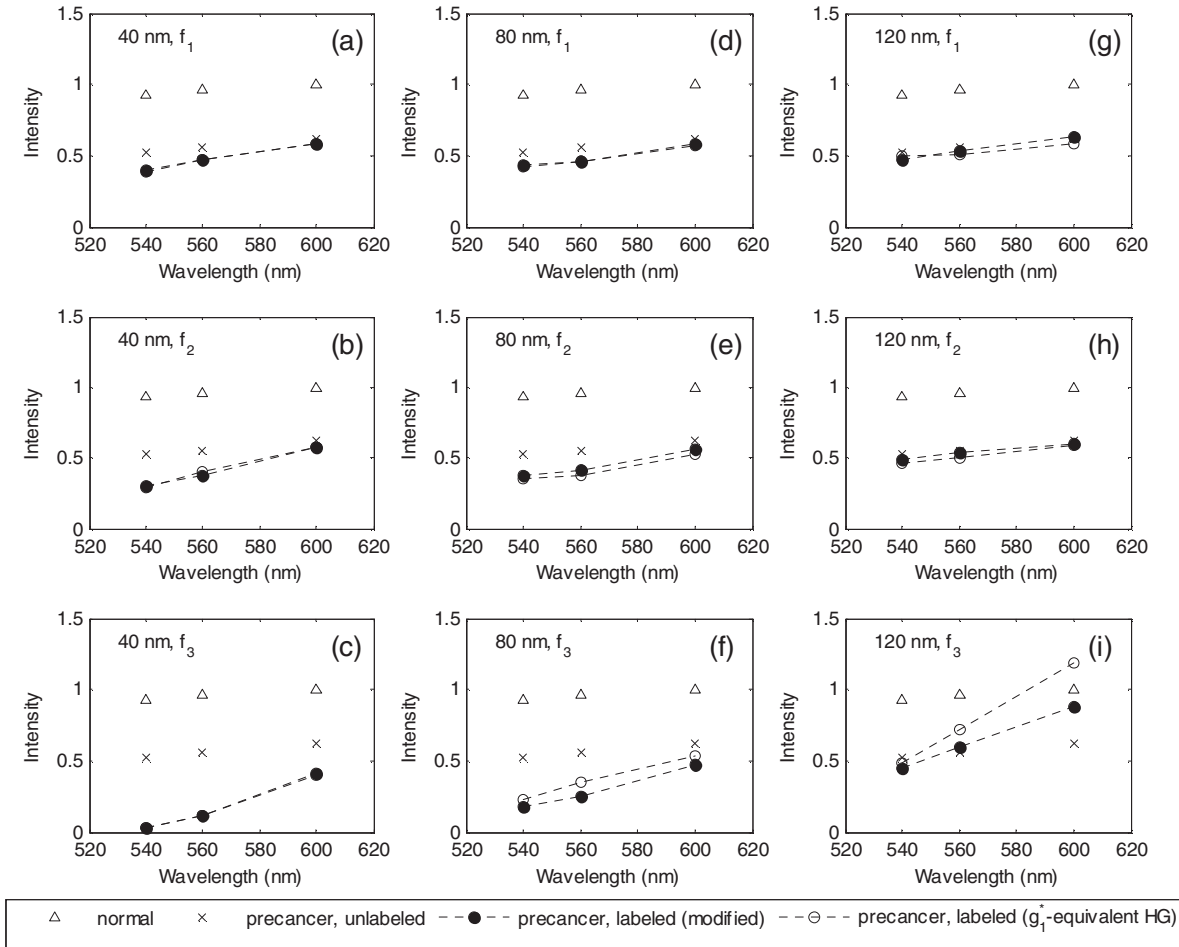 40 nm, f1
(a)
1.5
1
0.5
0
Intensity
520 540 560 580 600 620
Wavelength (nm)
80 nm, f1
(d)
1.5
1
0.5
0
Intensity
520 540 560 580 600 620
Wavelength (nm)
120 nm, f1
(g)
1.5
1
0.5
0
Intensity
520 540 560 580 600 620
Wavelength (nm)
40 nm, f2
(b)
1.5
1
0.5
0
Intensity
520 540 560 580 600 620
Wavelength (nm)
80 nm, f2
(e)
1.5
1
0.5
0
Intensity
520 540 560 580 600 620
Wavelength (nm)
120 nm, f2
(h)
1.5
1
0.5
0
Intensity
520 540 560 580 600 620
Wavelength (nm)
40 nm, f3
(c)
1.5
1
0.5
0
Intensity
520 540 560 580 600 620
Wavelength (nm)
80 nm, f3
(f)
1.5
1
0.5
0
Intensity
520 540 560 580 600 620
Wavelength (nm)
120 nm, f3
(i)
1.5
1
0.5
0
Intensity
520 540 560 580 600 620
Wavelength (nm)
normal precancer, unlabeled precancer, labeled (modified) precancer, labeled (g1*-equivalent HG)